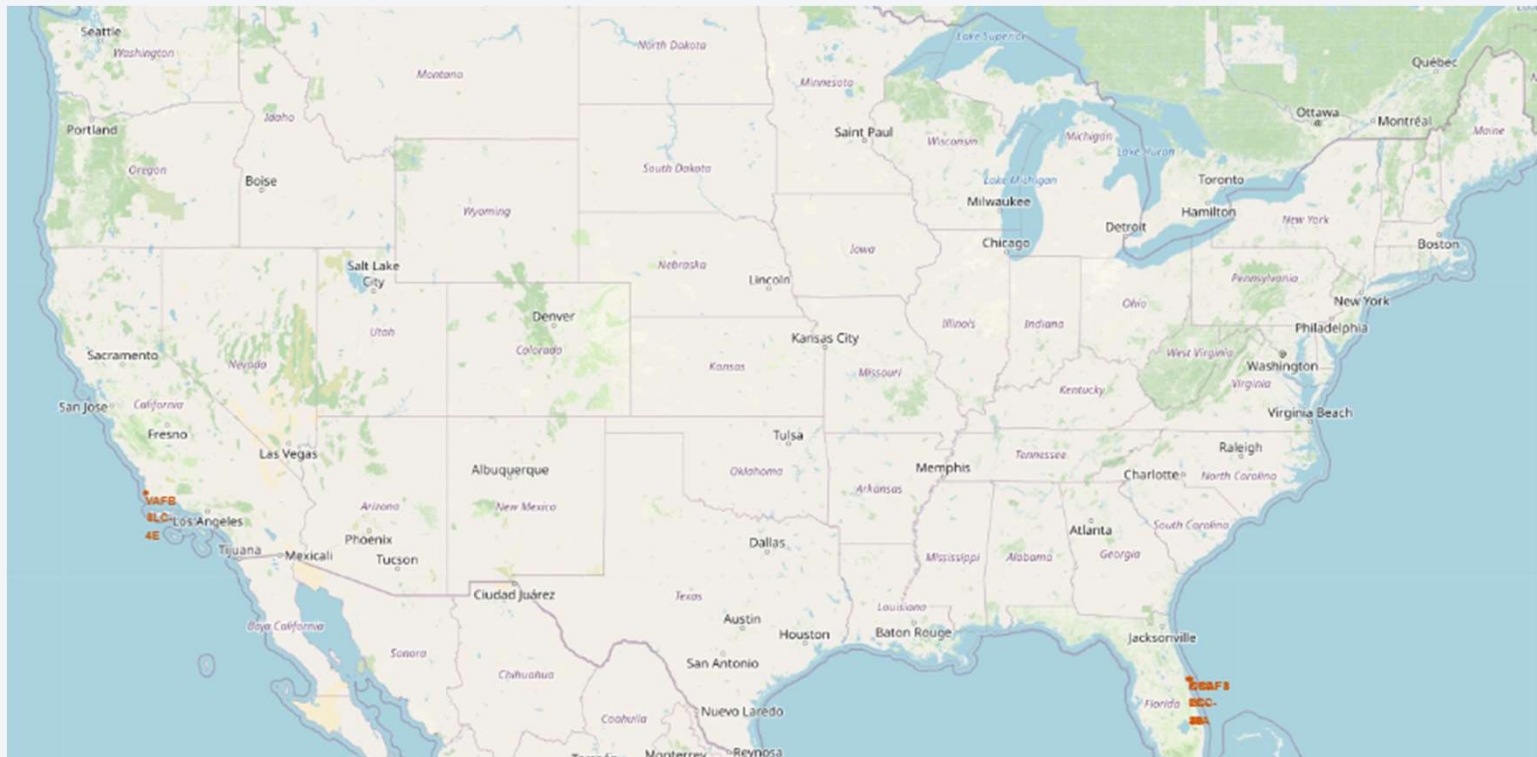 Seattle
Washington
Montana
North Dakota
Minnesota
Lake Superior
Québec
Portland
Oregon
Idaho
Boise
Wyoming
South Dakota
Saint Paul
Wisconsin
Michigan
Lake Huron
Ottawa
Montréal
Maine
Lake Michigan
Milwaukee
Chicago
Toronto
Hamilton
Detroit
New York
Boston
Salt Lake
City
Utah
Nebraska
Lincoln
Iowa
Illinois
Indiana
Ohio
Pennsylvania
New York
Philadelphia
Sacramento
Nevada
Denver
Colorado
Kansas
Kansas City
Missouri
Kentucky
West Virginia
Washington
Virginia
Virginia Beach
San Jose
California
Fresno
Las Vegas
Albuquerque
New Mexico
Arizona
Tulsa
Oklahoma
Arkansas
Memphis
Tennessee
Charlotte
Raleigh
North Carolina
VAFB
SLC-
4E
Los Angeles
Tijuana
Mexicali
Phoenix
Tucson
Ciudad Juárez
Dallas
Texas
Mississippi
Alabama
Atlanta
Georgia
South Carolina
Baja California
Sonora
Chihuahua
Coahuila
Austin
Houston
San Antonio
Louisiana
Baton Rouge
Jacksonville
Florida
Nuevo Laredo
Monterrey
Reynosa